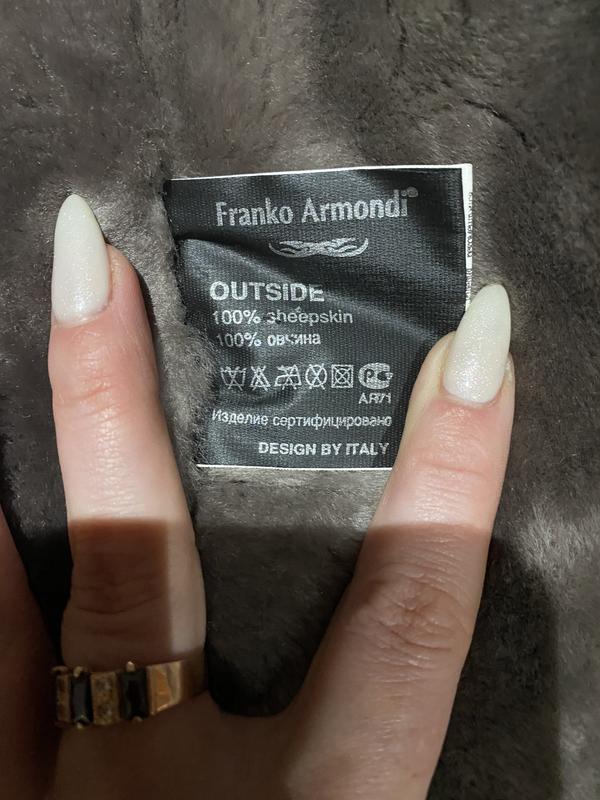 Franko Armondi
OUTSIDE
100% sheepskin
100% овчина
AR71
Изделие сертифицировано
DESIGN BY ITALY